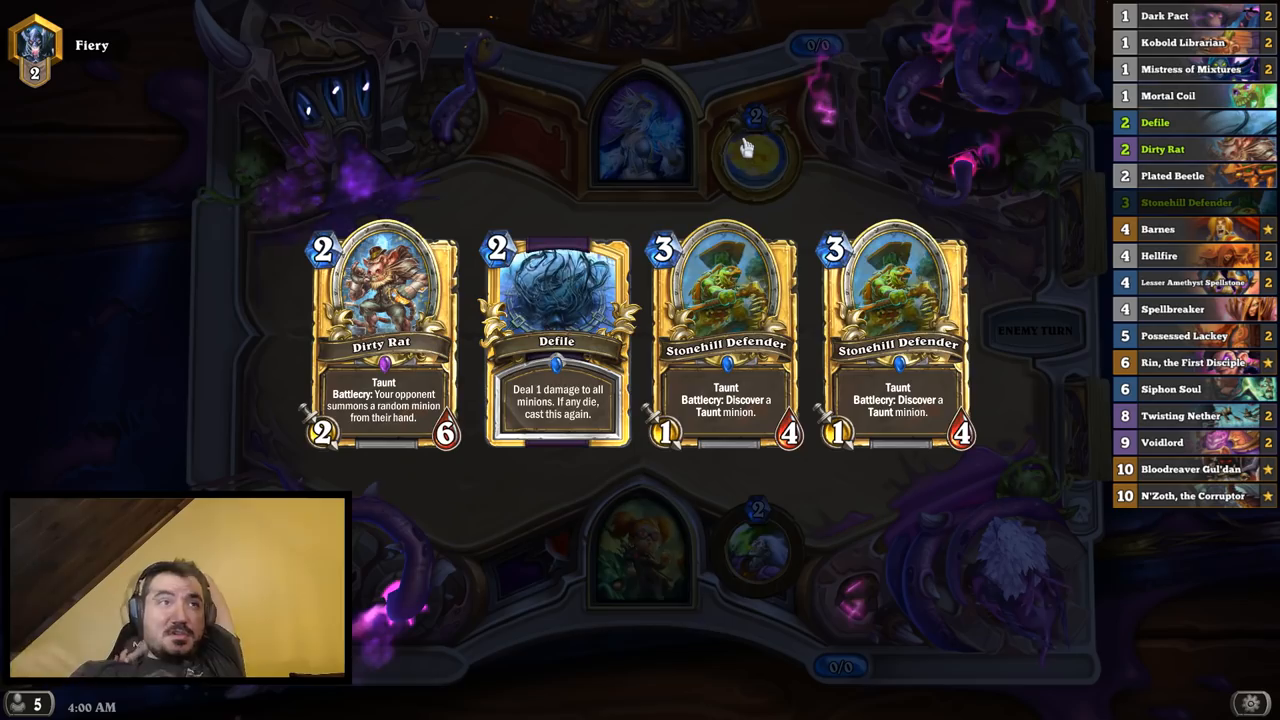 Fiery
2
0/0
2
2
Dirty Rat
Taunt
Battlecry: Your opponent
summons a random minion
from their hand.
2
6
2
Defile
Deal 1 damage to all
minions. If any die,
cast this again.
3
Stonehill Defender
Taunt
Battlecry: Discover a
Taunt minion.
1
4
3
Stonehill Defender
Taunt
Battlecry: Discover a
Taunt minion.
1
4
ENEMY TURN
2
0/0
1 Dark Pact 2
1 Kobold Librarian 2
1 Mistress of Mixtures 2
1 Mortal Coil
2 Defile
2 Dirty Rat
2 Plated Beetle
3 Stonehill Defender
4 Barnes
4 Hellfire 2
4 Lesser Amethyst Spellstone 2
4 Spellbreaker
5 Possessed Lackey 2
6 Rin, the First Disciple
6 Siphon Soul
8 Twisting Nether 2
9 Voidlord 2
10 Bloodreaver Gul'dan
10 N'Zoth, the Corruptor
5
4:00 AM